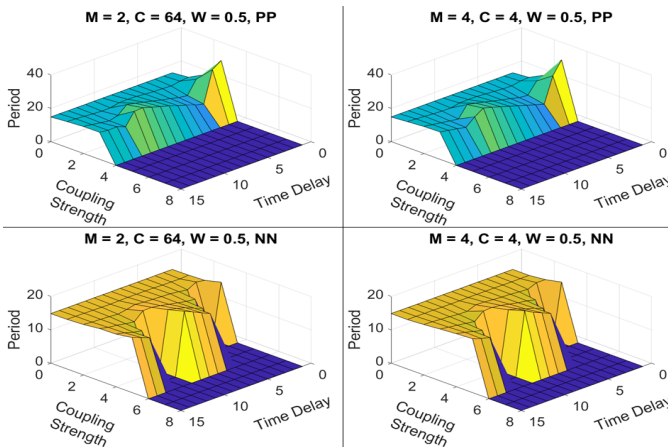 M = 2, C = 64, W = 0.5, PP
40
20
0
Period
0
2
4
6
8
Coupling
Strength
15
10
5
0
Time Delay
M = 4, C = 4, W = 0.5, PP
40
20
0
Period
0
2
4
6
8
Coupling
Strength
15
10
5
0
Time Delay
M = 2, C = 64, W = 0.5, NN
20
10
0
Period
0
2
4
6
8
Coupling
Strength
15
10
5
0
Time Delay
M = 4, C = 4, W = 0.5, NN
20
10
0
Period
0
2
4
6
8
Coupling
Strength
15
10
5
0
Time Delay